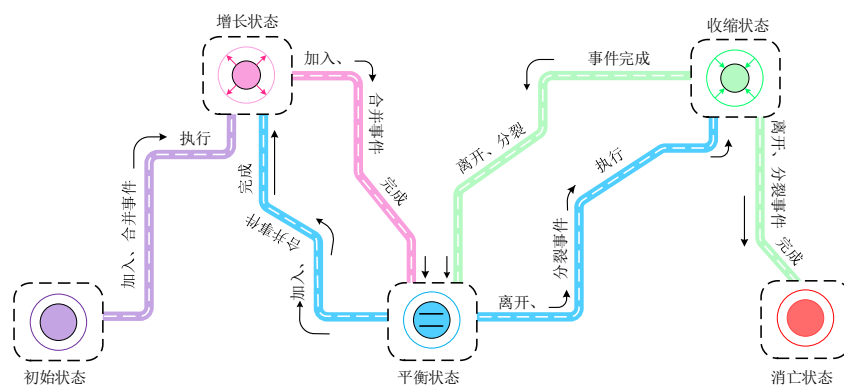 增长状态
收缩状态
加入、
合并事件
完成
事件完成
离开、分裂
执行
加入、合并事件
完成
合并事件
加入、
执行
分裂事件
离开、
离开、分裂事件
完成
初始状态
平衡状态
消亡状态